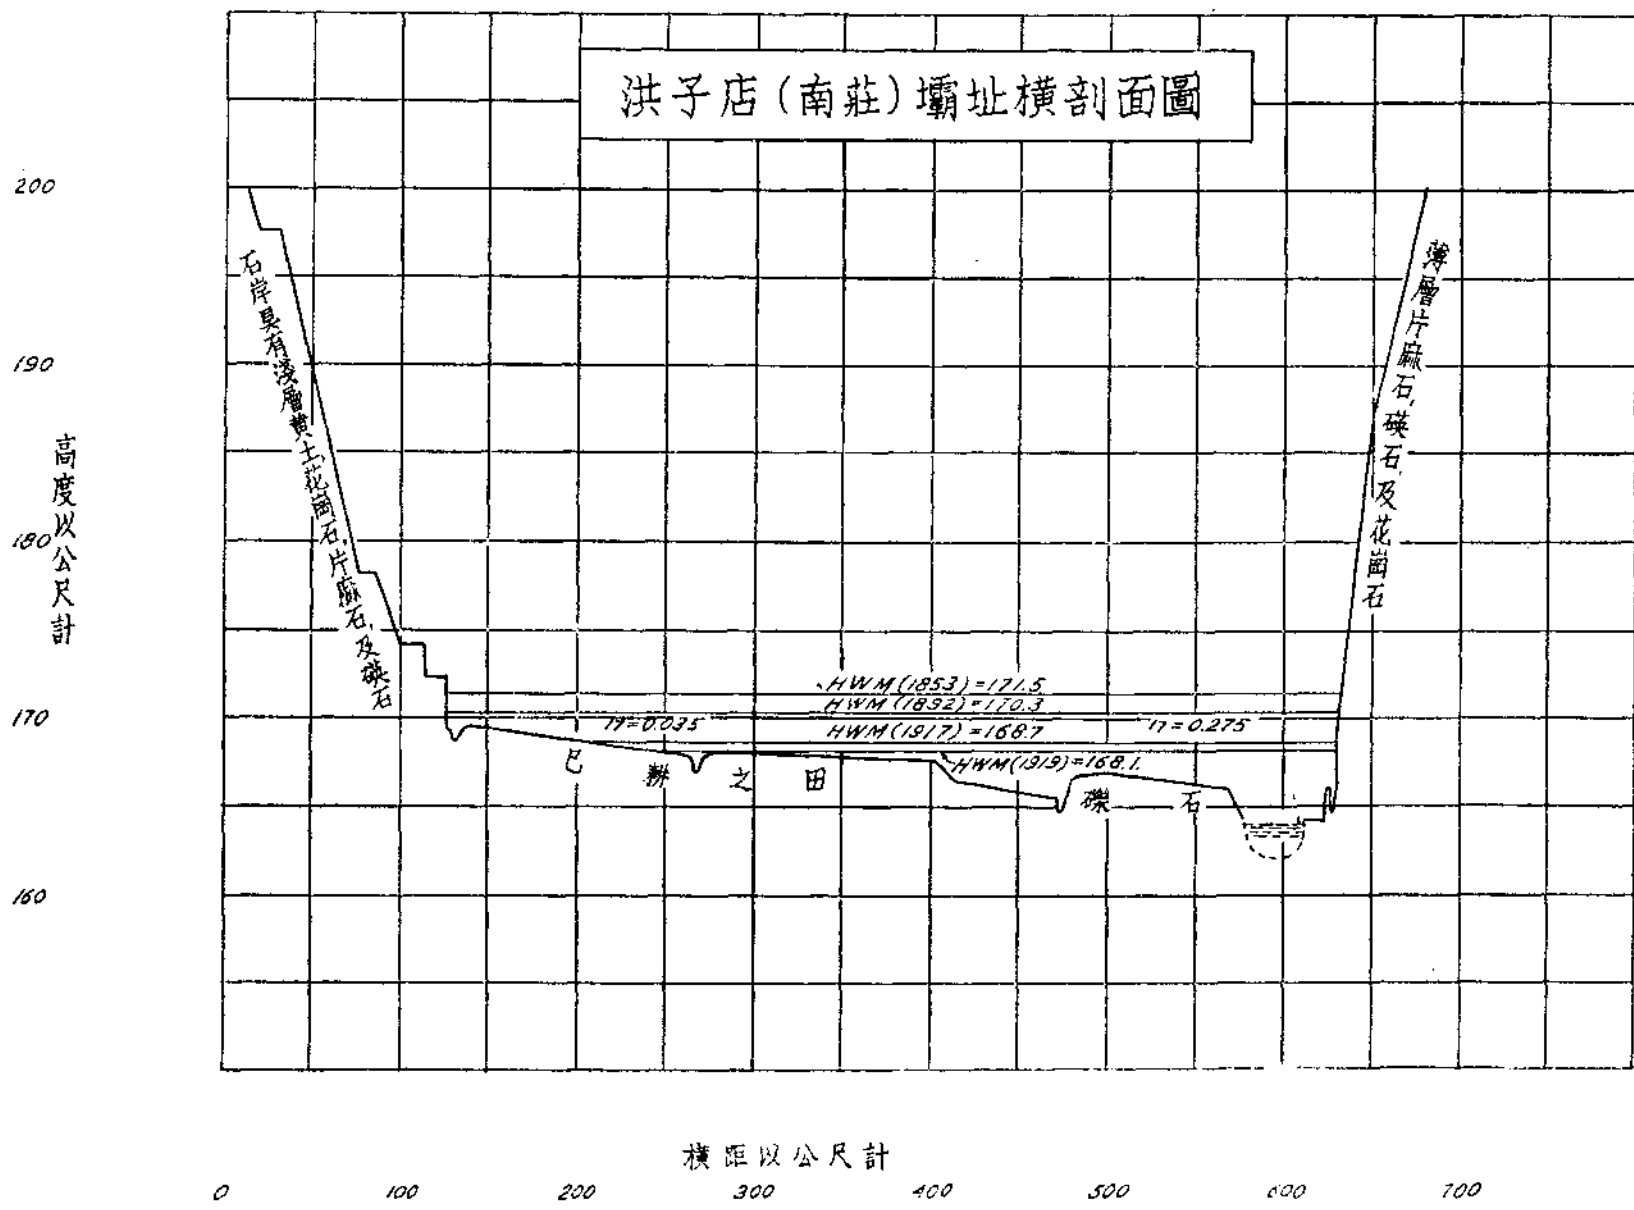 洪子店(南莊)壩址橫剖面圖
200
190
180
170
160
高度以公尺計
石岸具有淺層黃土,花崗石,片麻石,及磺石
薄層片麻石,磺石,及花崗石
HWM(1853)=171.5
HWM(1892)=170.3
n=0.035
HWM(1917)=168.7
n=0.275
HWM(1919)=168.1.
已耕之田
礫石
橫距以公尺計
0 100 200 300 400 500 600 700